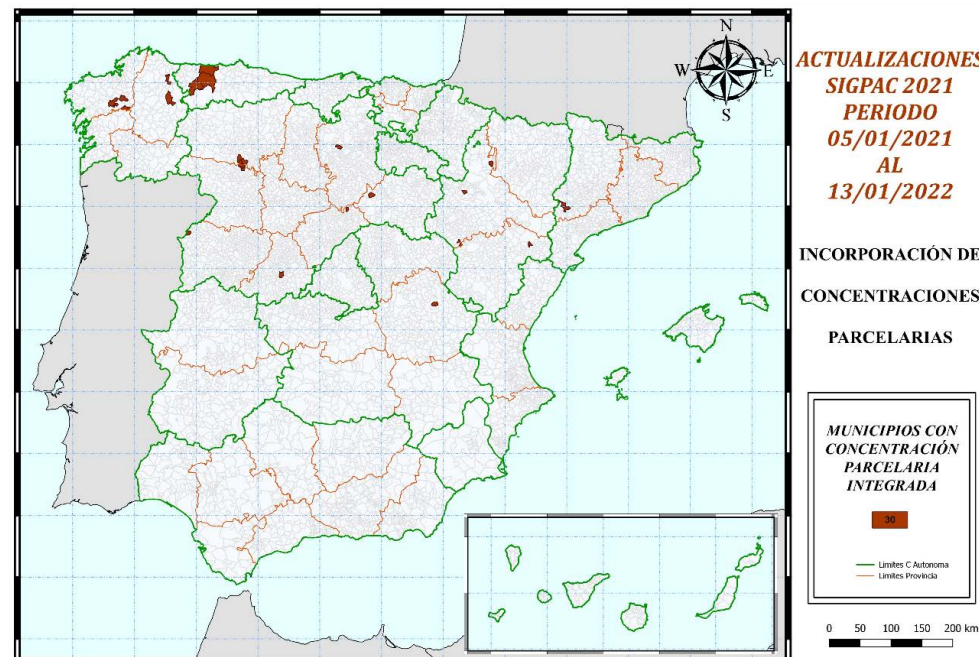 N
W E
S
ACTUALIZACIONES
SIGPAC 2021
PERIODO
05/01/2021
AL
13/01/2022
INCORPORACIÓN DE
CONCENTRACIONES
PARCELARIAS
MUNICIPIOS CON
CONCENTRACIÓN
PARCELARIA
INTEGRADA
30
Limites C Autonoma
Limites Provincia
0 50 100 150 200 km